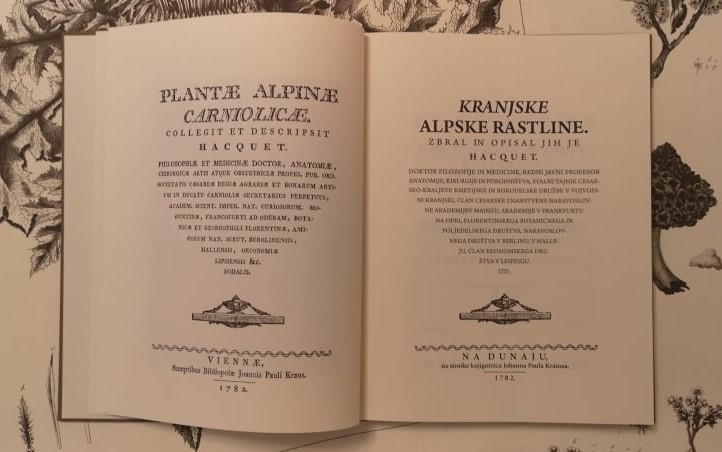 PLANTÆ ALPINÆ
CARNIOLICÆ.
COLLEGIT ET DESCRIPSIT
HACQUET.
PHILOSOPHIÆ ET MEDICINÆ DOCTOR, ANATOMIÆ,
CHIRURGICÆ ARTIS ATQUE OBSTETRICIÆ PROFES. PUB. ORD.
SOCIETATIS CÆSAREÆ REGIÆ AGRARIÆ ET BONARUM ARTI-
UM IN DUCATU CARNIOLIÆ SECRETARIUS PERPETUUS,
ACADEM. SCIENT. IMPER. NAT. CURIOSORUM. MO-
GUNTINÆ, FRANCOFURTI AD ODERAM, BOTA-
NICÆ ET GEORGOPHILI FLORENTINÆ, AMI-
CORUM NAT. SCRUT. BEROLINENSIS,
HALLENSIS, OECONOMIÆ
LIPSIENSIS &c.
SODALIS.
VIENNÆ,
Sumptibus Bibliopolæ Joannis Pauli Kraus.
1782.
KRANJSKE
ALPSKE RASTLINE.
ZBRAL IN OPISAL JIH JE
HACQUET.
DOKTOR FILOZOFIJE IN MEDICINE, REDNI JAVNI PROFESOR
ANATOMIJE, KIRURGIJE IN PORODNIŠTVA, STALNI TAJNIK CESAR-
SKO-KRALJEVE KMETIJSKE IN RORODELSKE DRUŽBE V VOJVODI-
NI KRANJSKI, ČLAN CESARSKE ZNANSTVENE NARAVOSLOV-
NE AKADEMIJE V MAINZU, AKADEMIJE V FRANKFURTU
NA ODRI, FLORENTINSKEGA BOTANIČNEGA IN
POLJEDELSKEGA DRUŠTVA, NARAVOSLOV-
NEGA DRUŠTVA V BERLINU, V HALLE-
JU, ČLAN EKONOMSKEGA DRU-
ŠTVA V LEIPZIGU
ITD.
NA DUNAJU,
na stroške knjigotržca Johanna Paula Krausa,
1782.